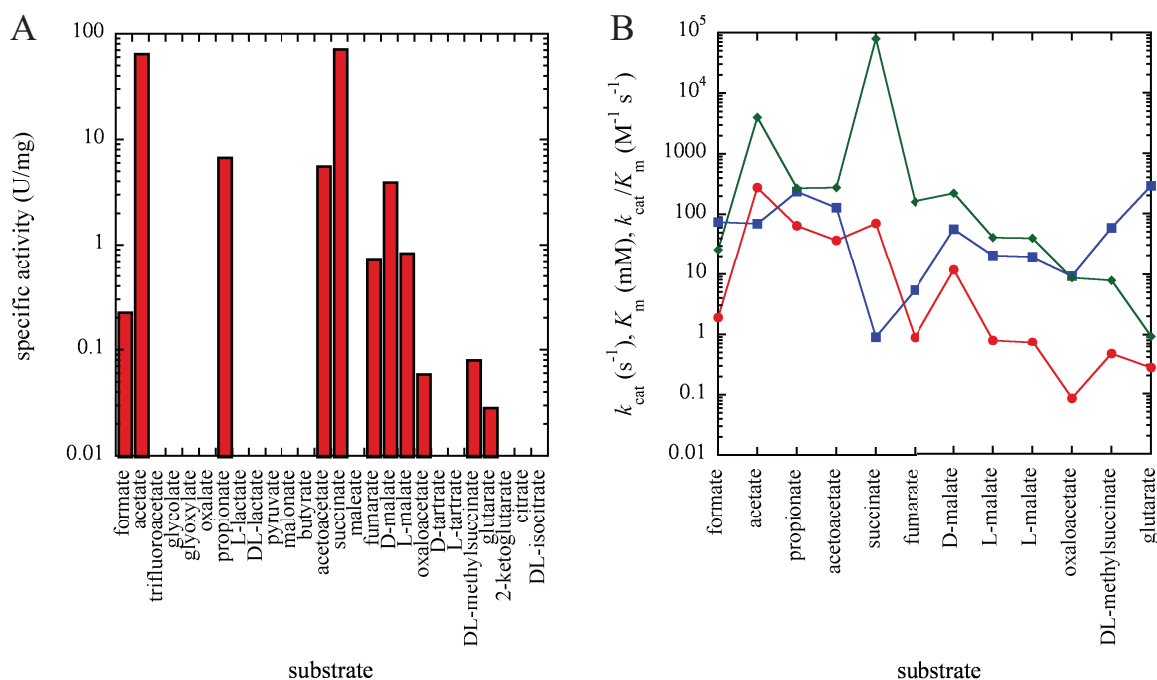 A
100
10
1
0.1
0.01
specific activity (U/mg)
formate
acetate
trifluoroacetate
glycolate
glyoxylate
oxalate
propionate
L-lactate
DL-lactate
pyruvate
malonate
butyrate
acetoacetate
succinate
maleate
fumarate
D-malate
L-malate
oxaloacetate
D-tartrate
L-tartrate
DL-methylsuccinate
glutarate
2-ketoglutarate
citrate
DL-isocitrate
substrate
B
10⁵
10⁴
1000
100
10
1
0.1
0.01
kcat (s⁻¹), Km (mM), kcat/Km (M⁻¹ s⁻¹)
formate
acetate
propionate
acetoacetate
succinate
fumarate
D-malate
L-malate
L-malate
oxaloacetate
DL-methylsuccinate
glutarate
substrate